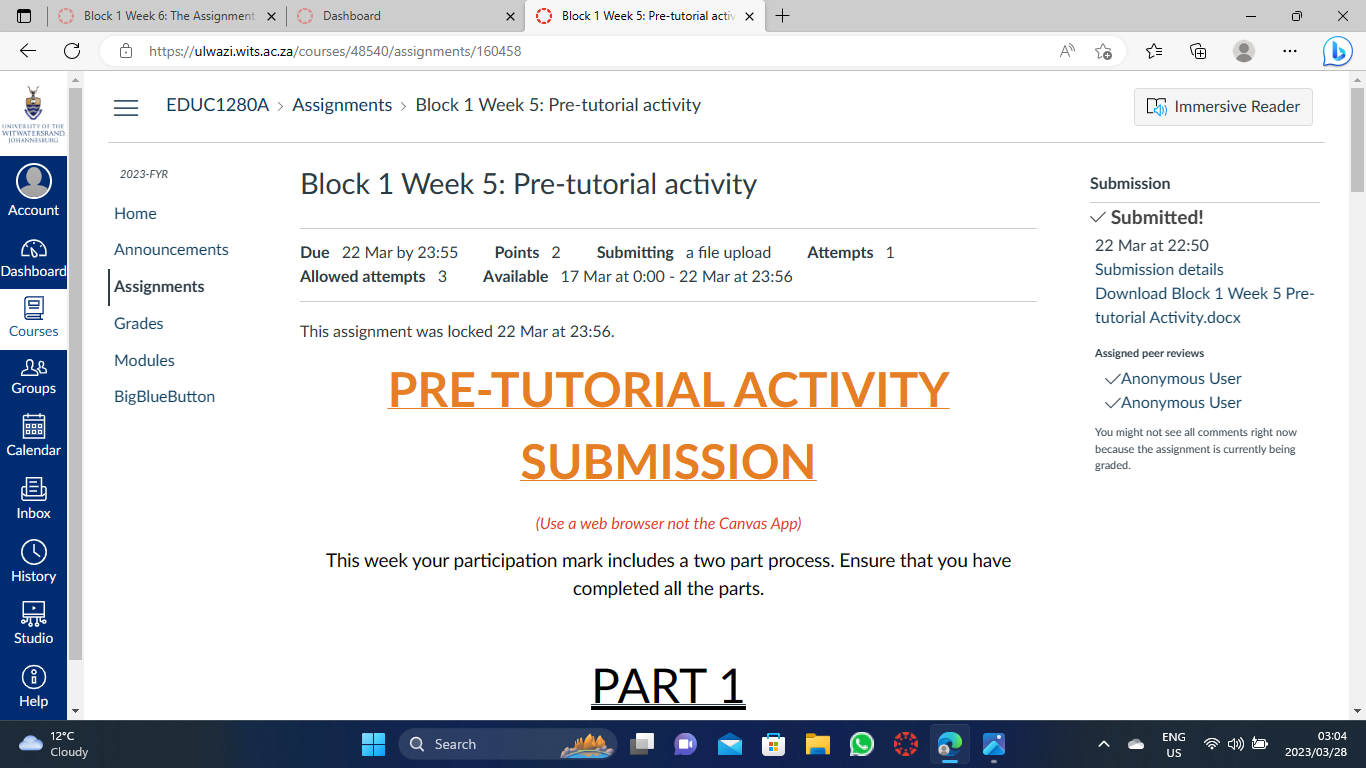 Block 1 Week 6: The Assignment
Dashboard
Block 1 Week 5: Pre-tutorial activ
https://ulwazi.wits.ac.za/courses/48540/assignments/160458
UNIVERSITY OF THE
WITWATERSRAND,
JOHANNESBURG
Account
Dashboard
Courses
Groups
Calendar
Inbox
History
Studio
Help
EDUC1280A > Assignments > Block 1 Week 5: Pre-tutorial activity
Immersive Reader
2023-FYR
Home
Announcements
Assignments
Grades
Modules
BigBlueButton
Block 1 Week 5: Pre-tutorial activity
Due 22 Mar by 23:55 Points 2 Submitting a file upload Attempts 1
Allowed attempts 3 Available 17 Mar at 0:00 - 22 Mar at 23:56
This assignment was locked 22 Mar at 23:56.
PRE-TUTORIAL ACTIVITY
SUBMISSION
(Use a web browser not the Canvas App)
This week your participation mark includes a two part process. Ensure that you have
completed all the parts.
PART 1
Submission
Submitted!
22 Mar at 22:50
Submission details
Download Block 1 Week 5 Pre-
tutorial Activity.docx
Assigned peer reviews
Anonymous User
Anonymous User
You might not see all comments right now
because the assignment is currently being
graded.
12°C
Cloudy
Search
ENG
US
03:04
2023/03/28